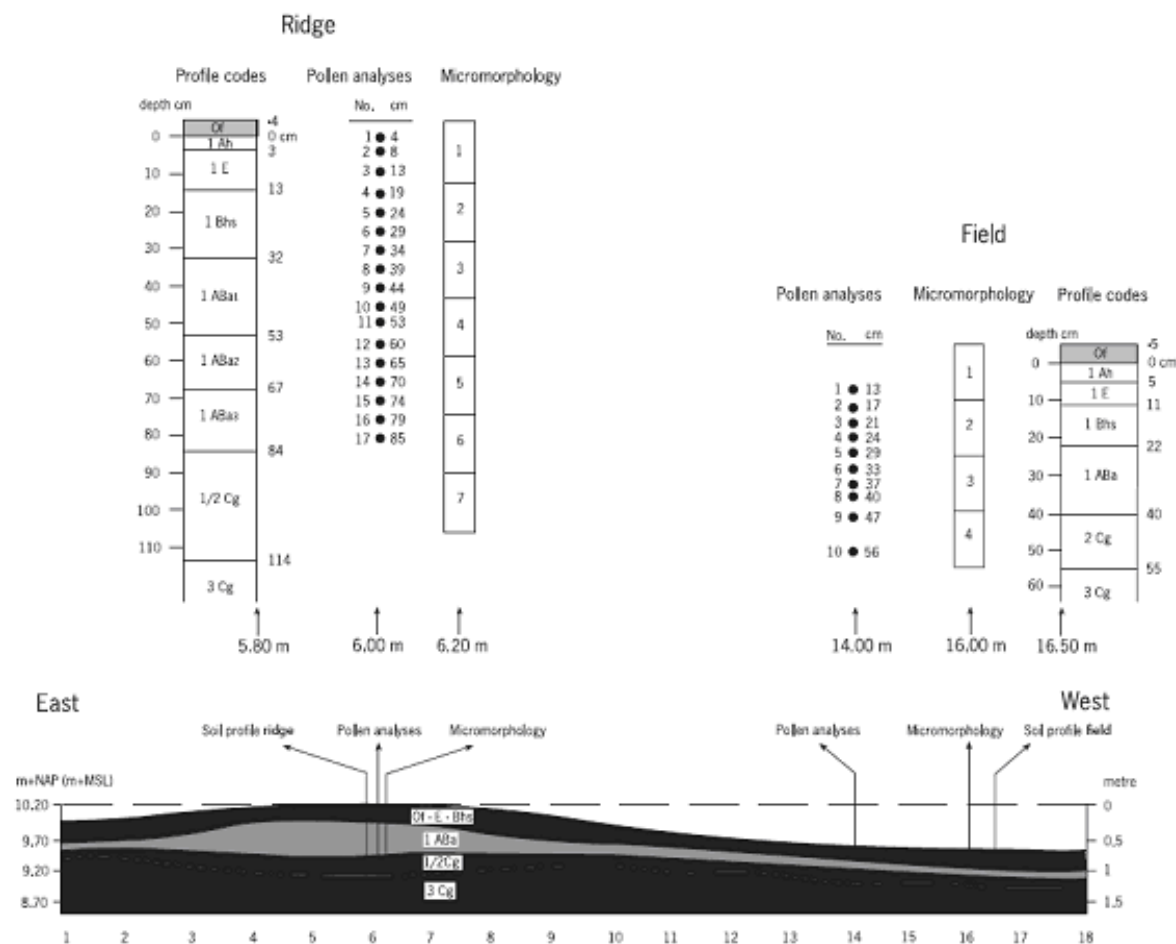 Ridge
Profile codes Pollen analyses Micromorphology
depth cm No. cm
Of -4
0 0 cm
1 Ah 3
1 E
10
13
20 1 Bhs
30
32
40 1 ABa1
50
53
60 1 ABa2
67
70 1 ABa3
80
84
90
100 1/2 Cg
110
114
3 Cg
1 4
2 8
3 13
4 19
5 24
6 29
7 34
8 39
9 44
10 49
11 53
12 60
13 65
14 70
15 74
16 79
17 85
1
2
3
4
5
6
7
5.80 m 6.00 m 6.20 m
Field
Pollen analyses Micromorphology Profile codes
No. cm depth cm
1 13
2 17
3 21
4 24
5 29
6 33
7 37
8 40
9 47
10 56
1
2
3
4
Of -5
0 0 cm
1 Ah 5
1 E
10 11
1 Bhs
20 22
30 1 ABa
40 40
2 Cg
50
55
60 3 Cg
14.00 m 16.00 m 16.50 m
East West
Soil profile ridge Pollen analyses Micromorphology Pollen analyses Micromorphology Soil profile field
m+NAP (m+MSL) metre
10.20 0
Of - E - Bhs
9.70 1 ABa 0,5
9.20 1/2Cg 1
8.70 3 Cg 1,5
1 2 3 4 5 6 7 8 9 10 11 12 13 14 15 16 17 18